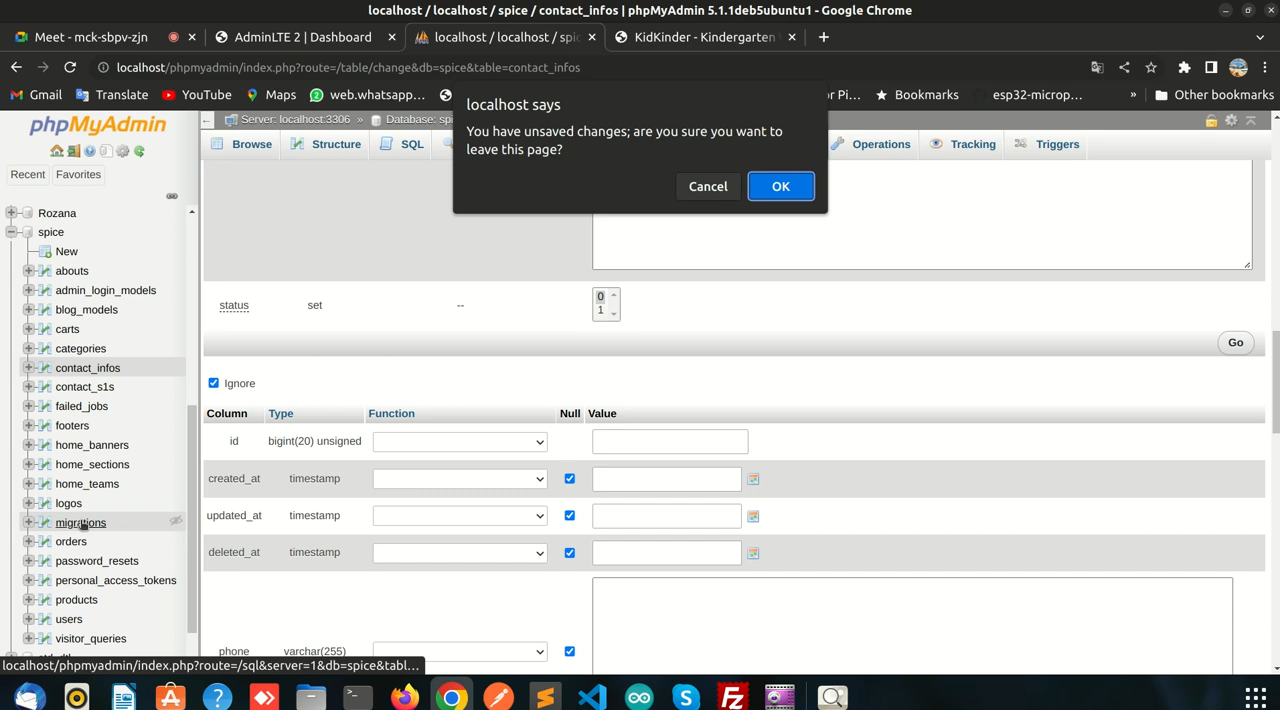 localhost / localhost / spice / contact_infos | phpMyAdmin 5.1.1deb5ubuntu1 - Google Chrome
Meet - mck-sbpv-zjn
AdminLTE 2 | Dashboard
localhost / localhost / spic
KidKinder - Kindergarten
localhost/phpmyadmin/index.php?route=/table/change&db=spice&table=contact_infos
Gmail
Translate
YouTube
Maps
web.whatsapp....
or Pi...
Bookmarks
esp32-microp...
»
Other bookmarks
localhost says
You have unsaved changes; are you sure you want to
leave this page?
Cancel
OK
phpMyAdmin
Recent
Favorites
Server: localhost:3306 » Database: spi
Browse
Structure
SQL
Operations
Tracking
Triggers
Rozana
spice
New
abouts
admin_login_models
blog_models
carts
categories
contact_infos
contact_s1s
failed_jobs
footers
home_banners
home_sections
home_teams
logos
migrations
orders
password_resets
personal_access_tokens
products
users
visitor_queries
status set --
0
1
Go
Ignore
Column Type Function Null Value
id bigint(20) unsigned
created_at timestamp
updated_at timestamp
deleted_at timestamp
phone varchar(255)
localhost/phpmyadmin/index.php?route=/sql&server=1&db=spice&tabl...